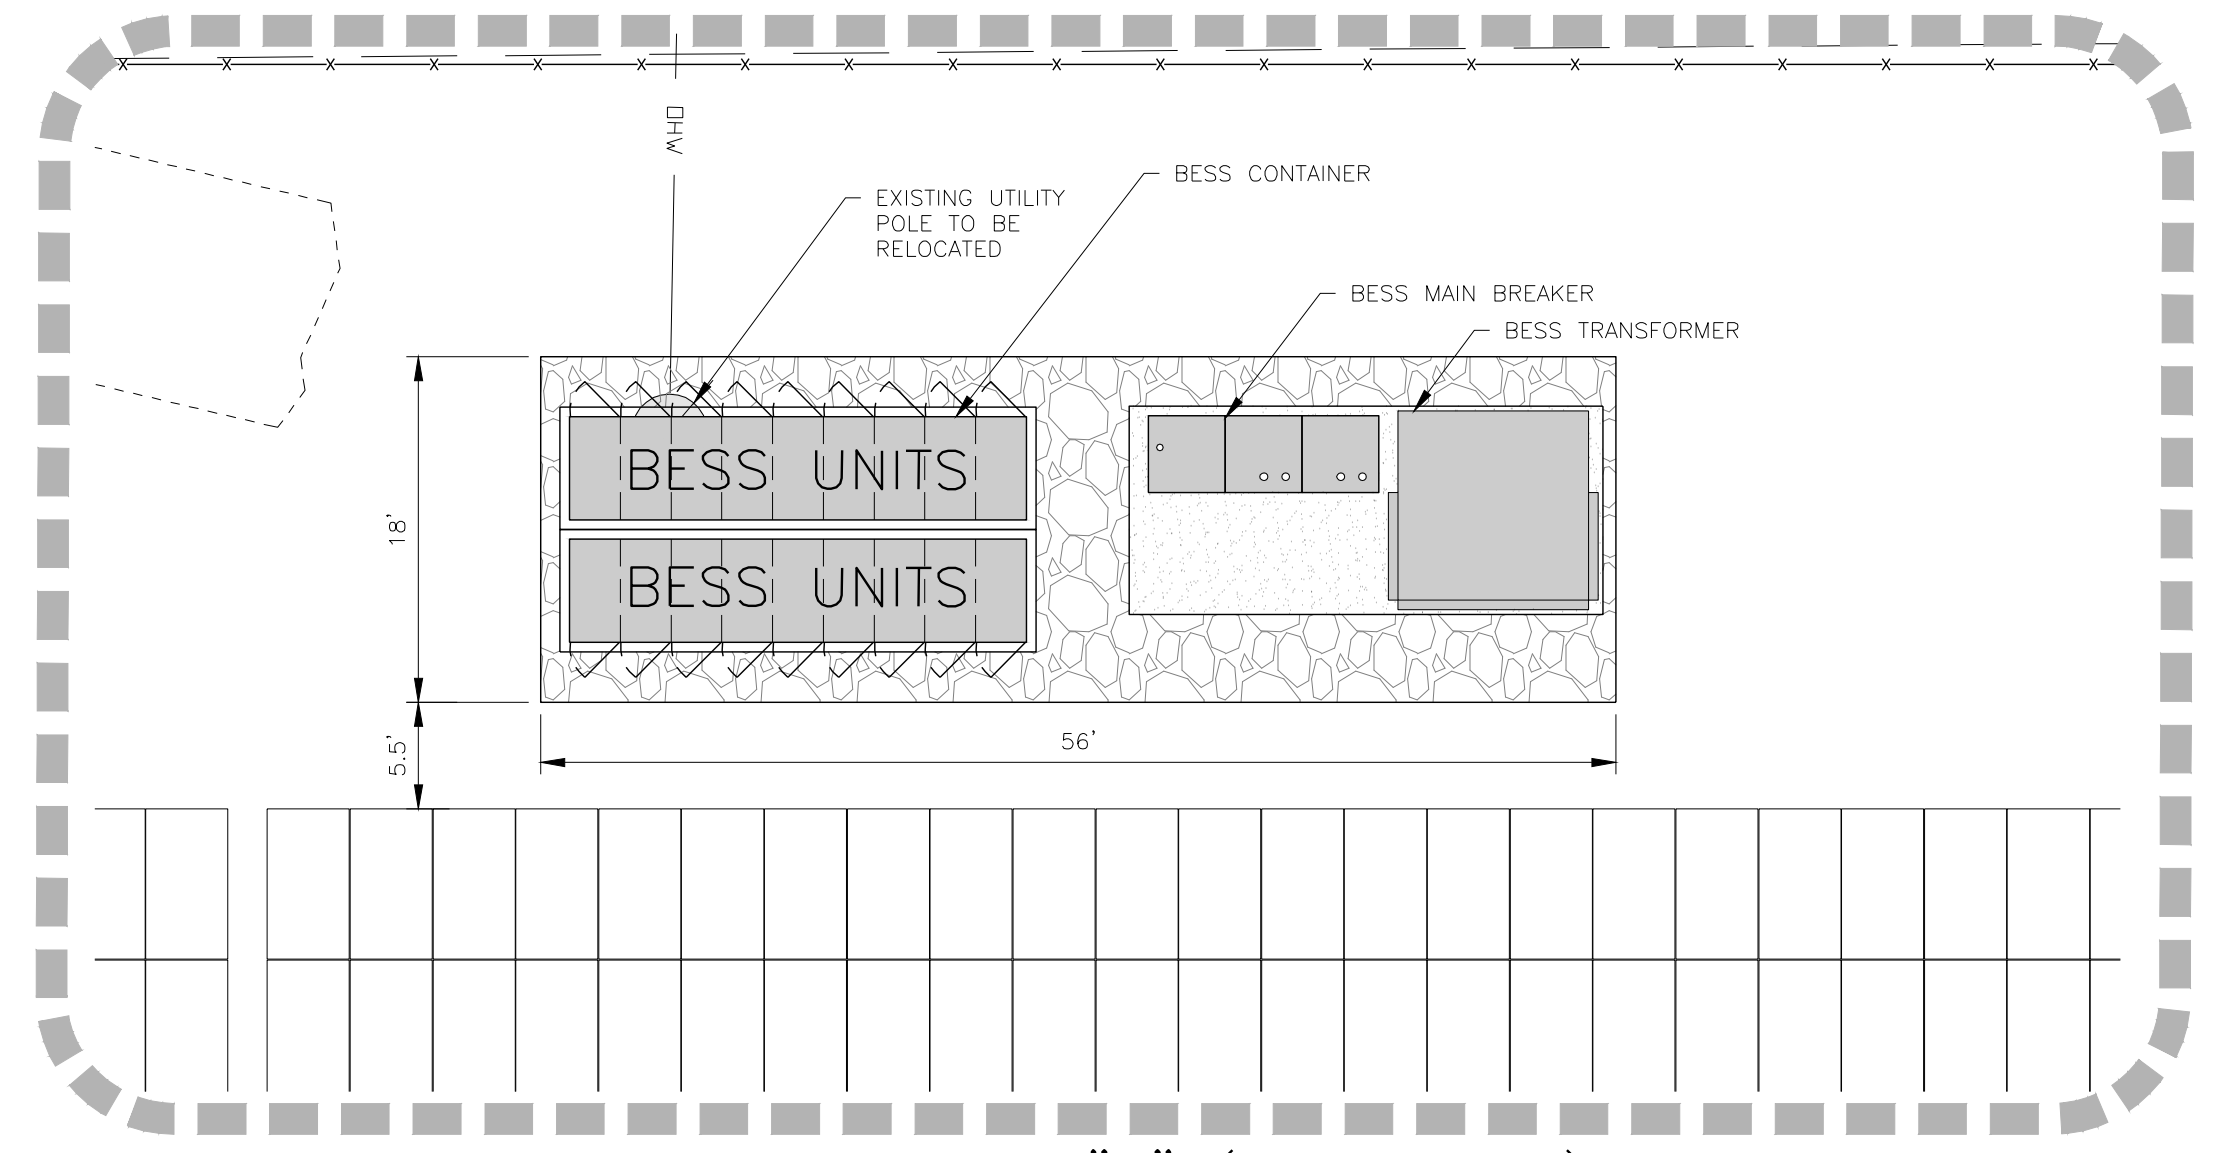 OHW
BESS CONTAINER
EXISTING UTILITY
POLE TO BE
RELOCATED
BESS MAIN BREAKER
BESS TRANSFORMER
BESS UNITS
18'
BESS UNITS
5.5'
56'